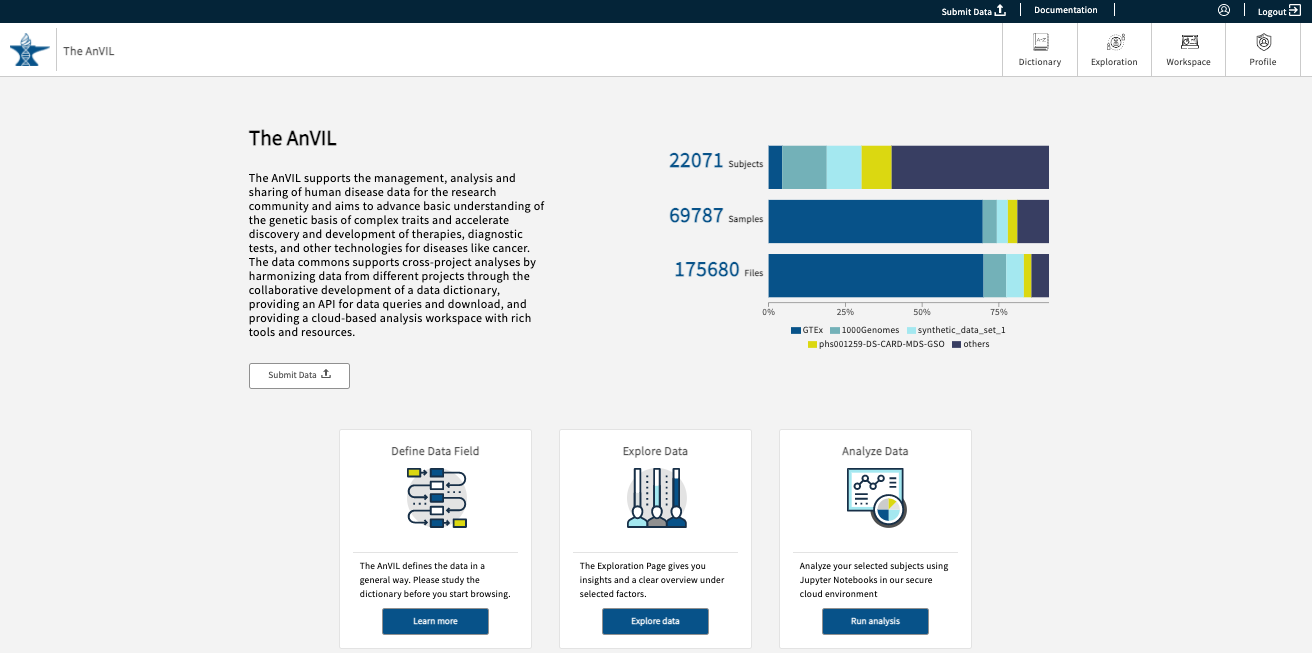 Submit Data
Documentation
Logout
The AnVIL
Dictionary
Exploration
Workspace
Profile
The AnVIL
The AnVIL supports the management, analysis and
sharing of human disease data for the research
community and aims to advance basic understanding of
the genetic basis of complex traits and accelerate
discovery and development of therapies, diagnostic
tests, and other technologies for diseases like cancer.
The data commons supports cross-project analyses by
harmonizing data from different projects through the
collaborative development of a data dictionary,
providing an API for data queries and download, and
providing a cloud-based analysis workspace with rich
tools and resources.
Submit Data
22071 Subjects
69787 Samples
175680 Files
0% 25% 50% 75%
GTEx 1000Genomes synthetic_data_set_1
phs001259-DS-CARD-MDS-GSO others
Define Data Field
The AnVIL defines the data in a
general way. Please study the
dictionary before you start browsing.
Learn more
Explore Data
The Exploration Page gives you
insights and a clear overview under
selected factors.
Explore data
Analyze Data
Analyze your selected subjects using
Jupyter Notebooks in our secure
cloud environment
Run analysis